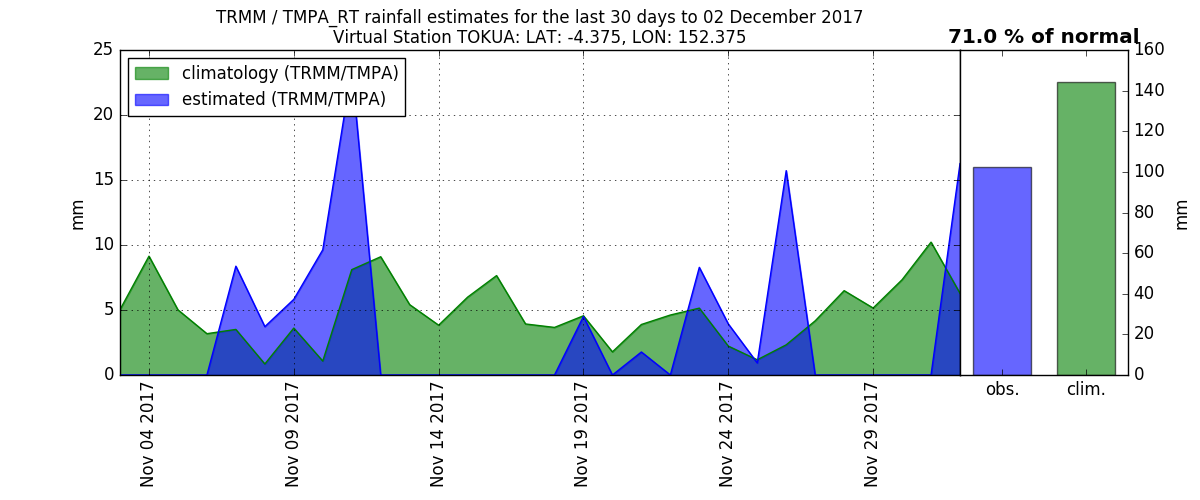 TRMM / TMPA_RT rainfall estimates for the last 30 days to 02 December 2017
Virtual Station TOKUA: LAT: -4.375, LON: 152.375
71.0 % of normal
climatology (TRMM/TMPA)
estimated (TRMM/TMPA)
mm
25
20
15
10
5
0
Nov 04 2017
Nov 09 2017
Nov 14 2017
Nov 19 2017
Nov 24 2017
Nov 29 2017
obs.
clim.
160
140
120
100
80
60
40
20
0
mm